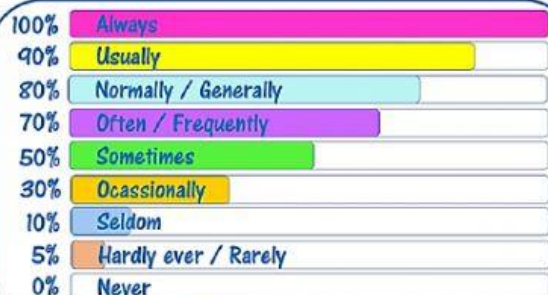 100% Always
90% Usually
80% Normally / Generally
70% Often / Frequently
50% Sometimes
30% Ocassionally
10% Seldom
5% Hardly ever / Rarely
0% Never